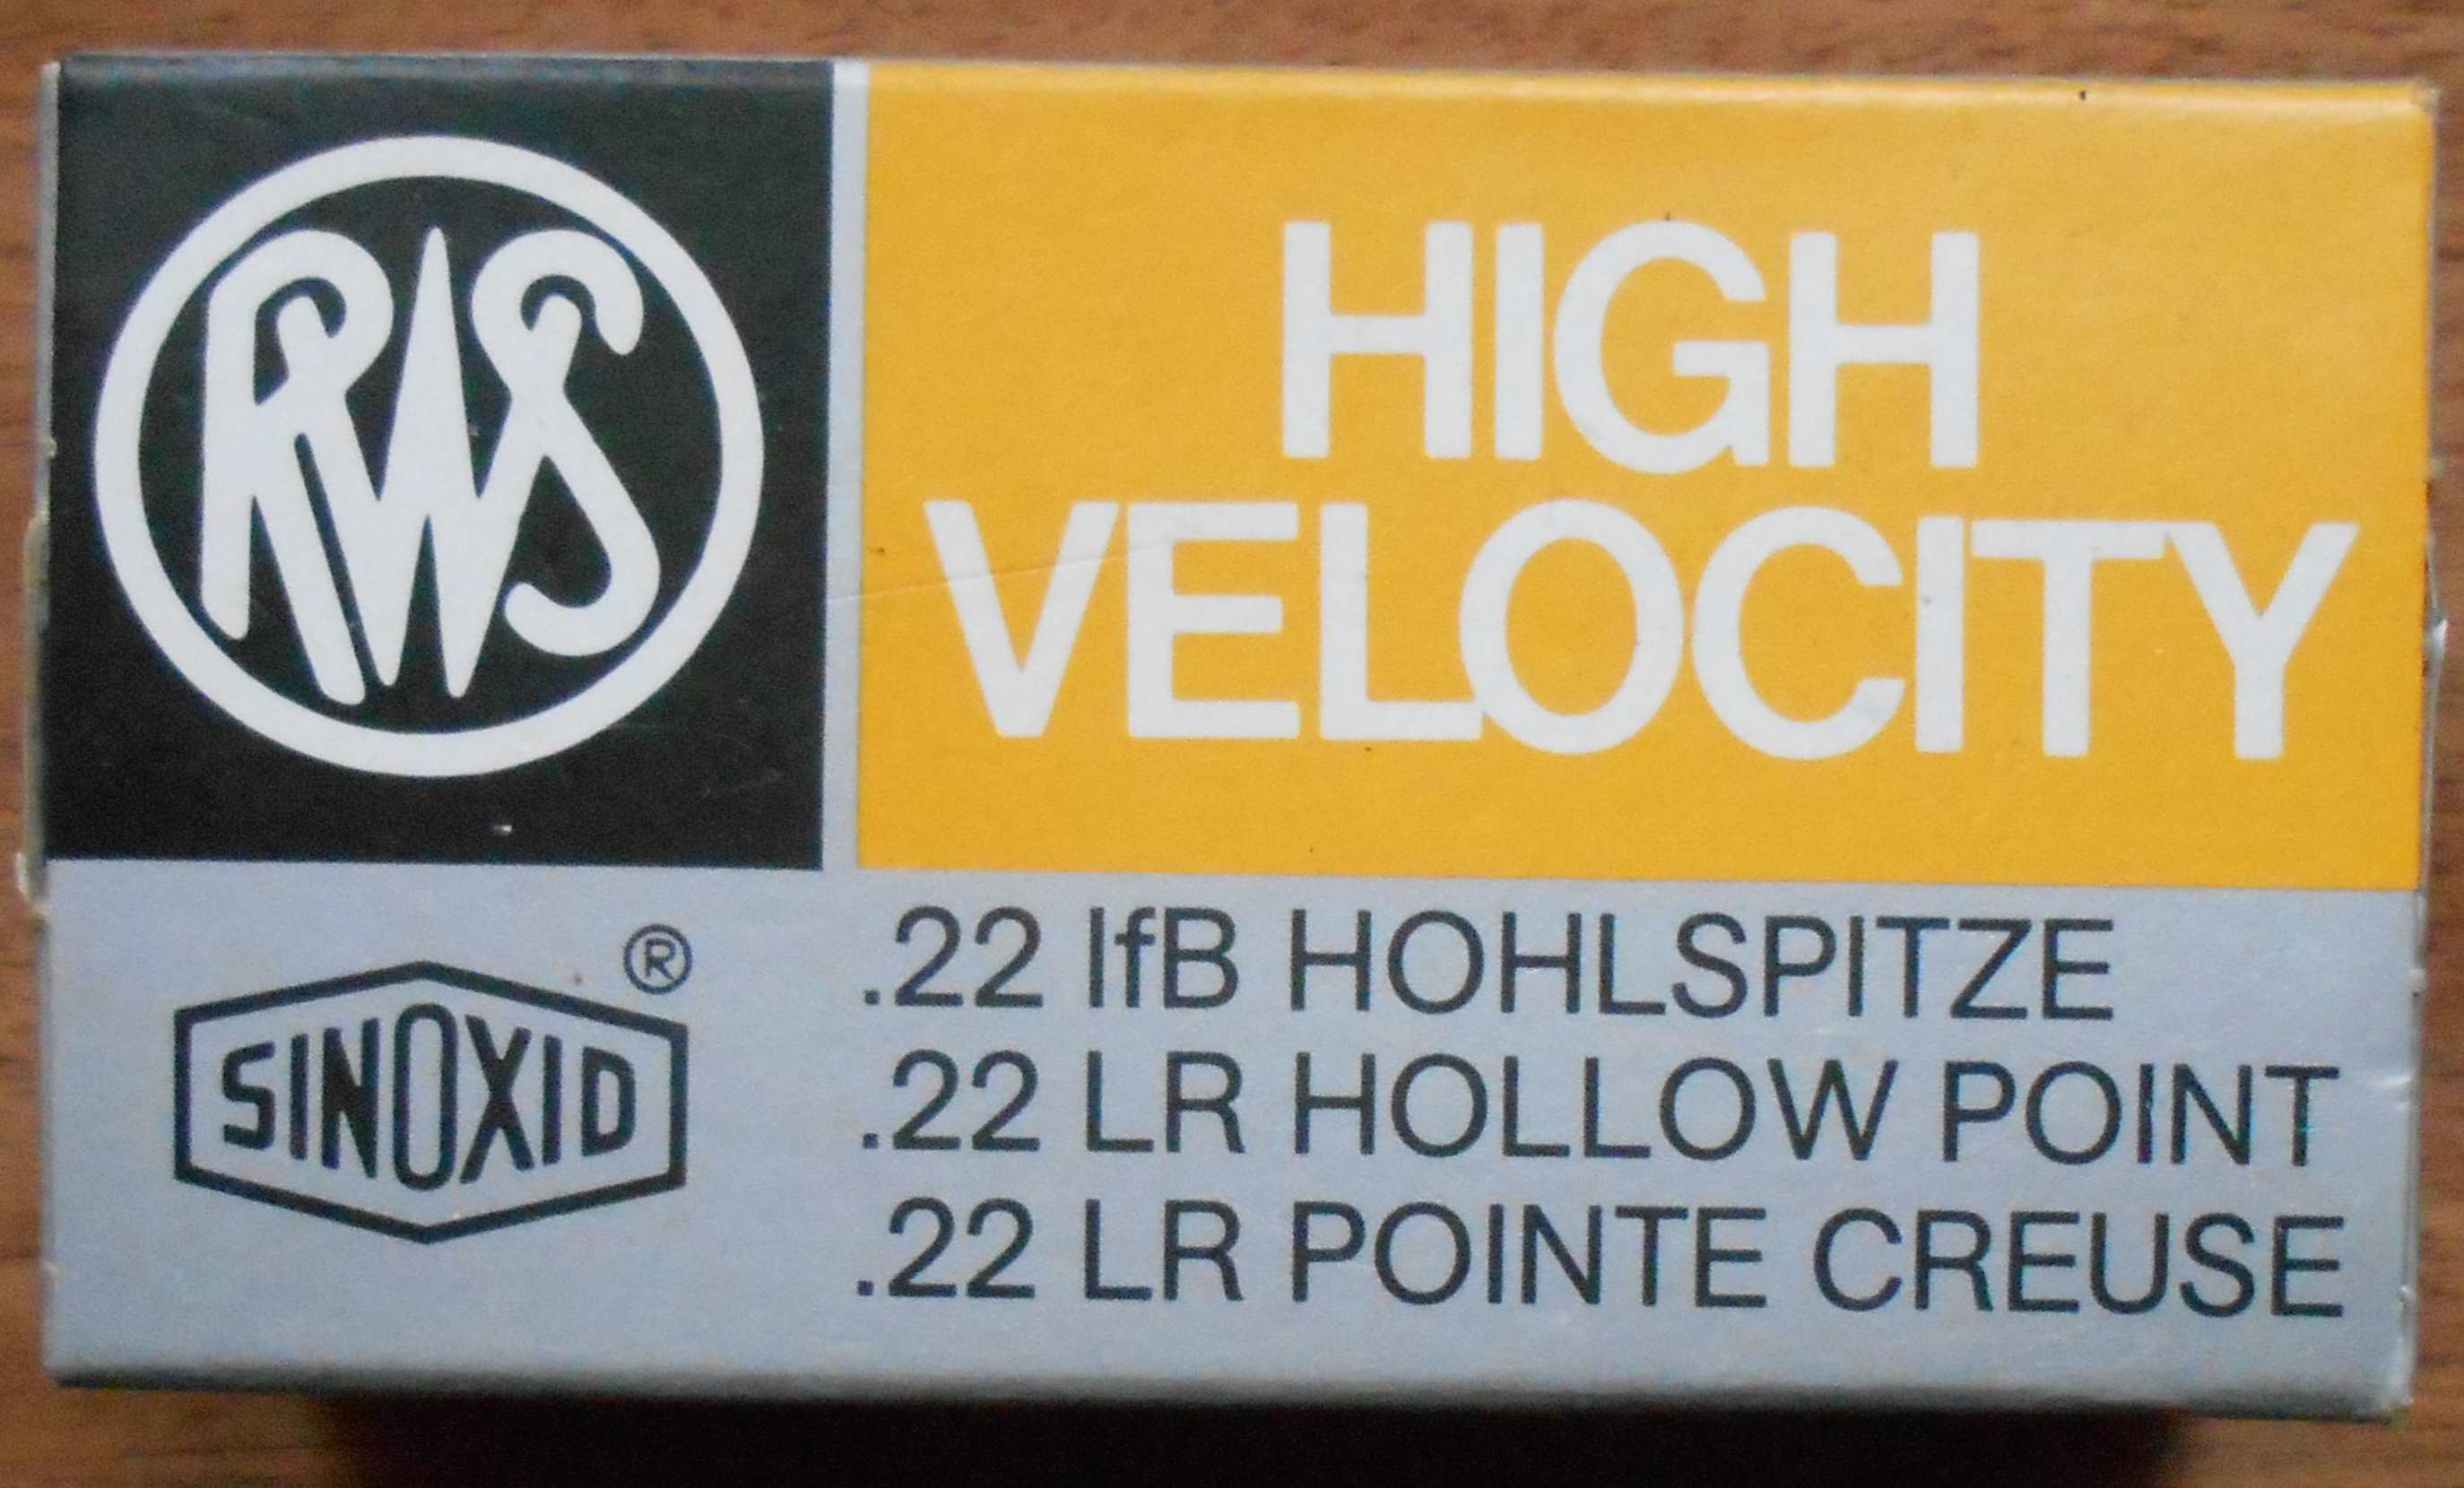 RWS
HIGH
VELOCITY
SINOXID ®
.22 lfB HOHLSPITZE
.22 LR HOLLOW POINT
.22 LR POINTE CREUSE